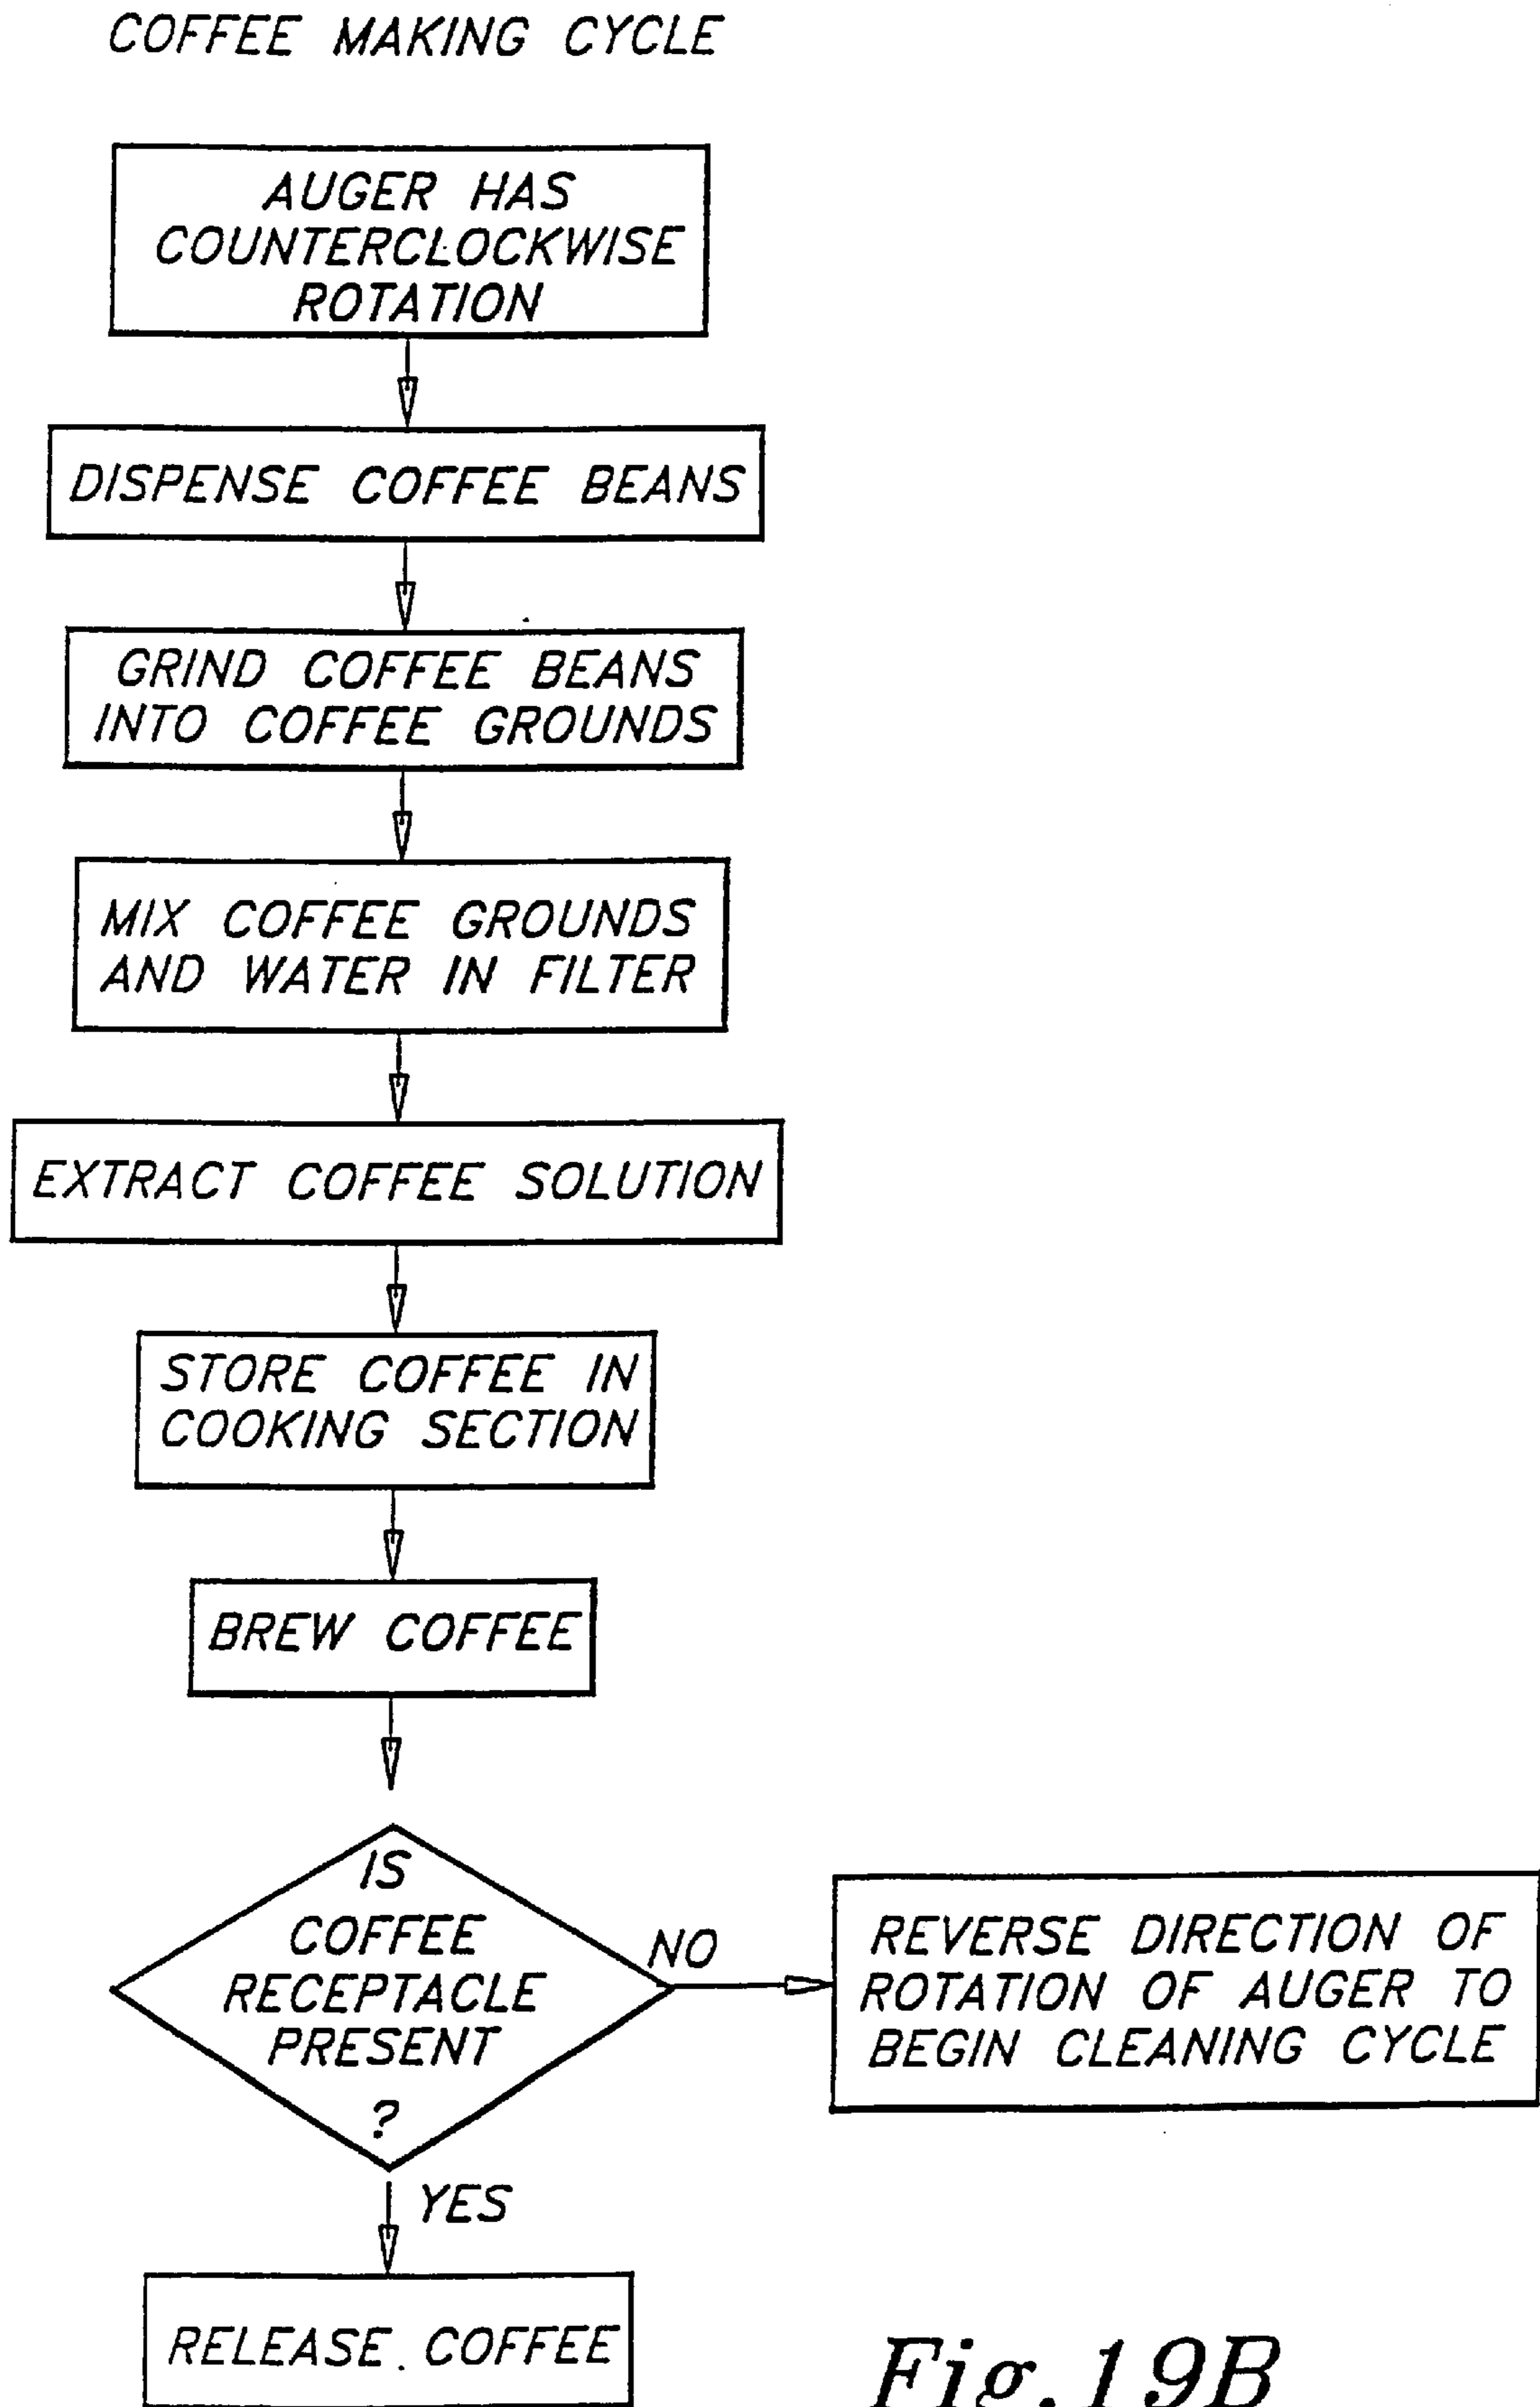 COFFEE MAKING CYCLE
AUGER HAS
COUNTERCLOCKWISE
ROTATION
DISPENSE COFFEE BEANS
GRIND COFFEE BEANS
INTO COFFEE GROUNDS
MIX COFFEE GROUNDS
AND WATER IN FILTER
EXTRACT COFFEE SOLUTION
STORE COFFEE IN
COOKING SECTION
BREW COFFEE
IS
COFFEE
RECEPTACLE
PRESENT
?
NO
REVERSE DIRECTION OF
ROTATION OF AUGER TO
BEGIN CLEANING CYCLE
YES
RELEASE COFFEE
Fig.19B